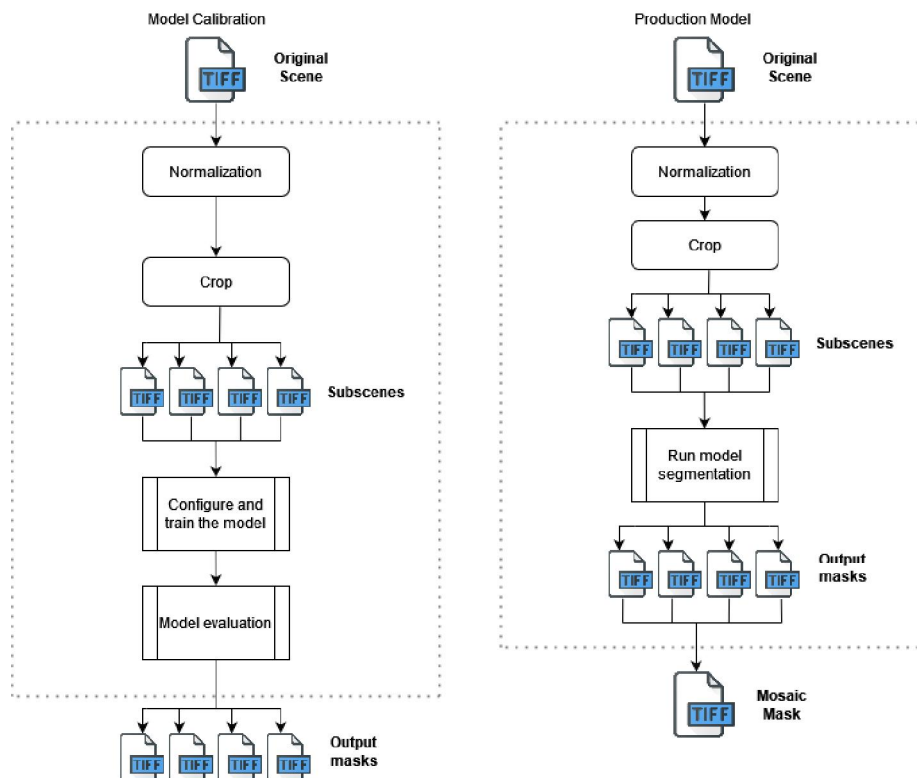 Model Calibration
TIFF
Original
Scene
Normalization
Crop
TIFF
TIFF
TIFF
TIFF
Subscenes
Configure and
train the model
Model evaluation
TIFF
TIFF
TIFF
TIFF
Output
masks
Production Model
TIFF
Original
Scene
Normalization
Crop
TIFF
TIFF
TIFF
TIFF
Subscenes
Run model
segmentation
TIFF
TIFF
TIFF
TIFF
Output
masks
TIFF
Mosaic
Mask